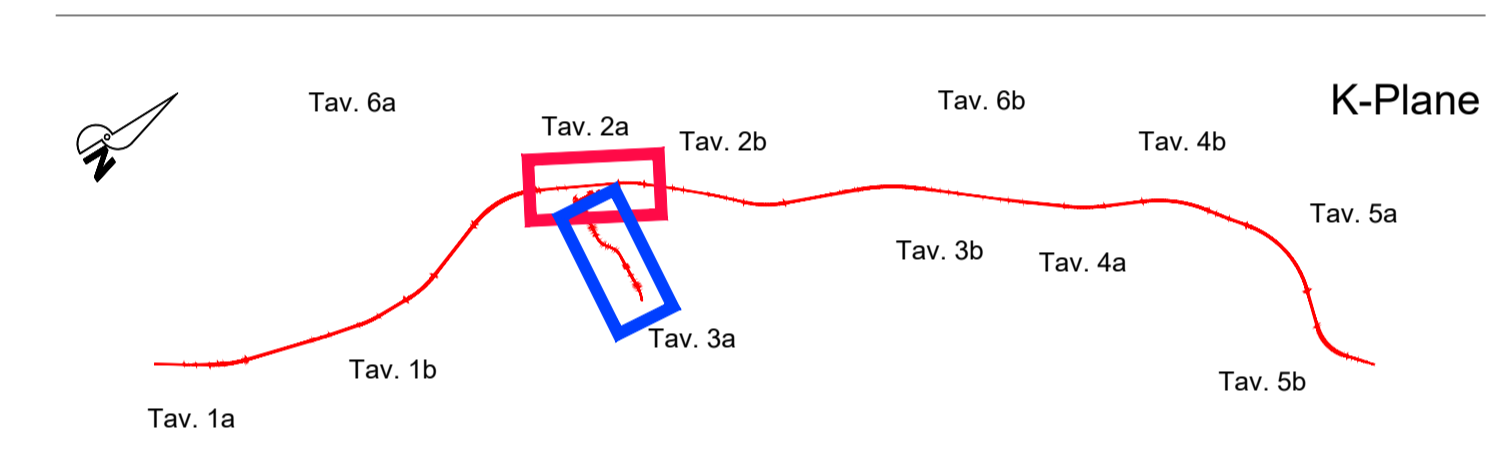 K-Plane
Tav. 6a
Tav. 6b
Tav. 2a
Tav. 2b
Tav. 4b
N
Tav. 5a
Tav. 3b
Tav. 4a
Tav. 3a
Tav. 1b
Tav. 5b
Tav. 1a